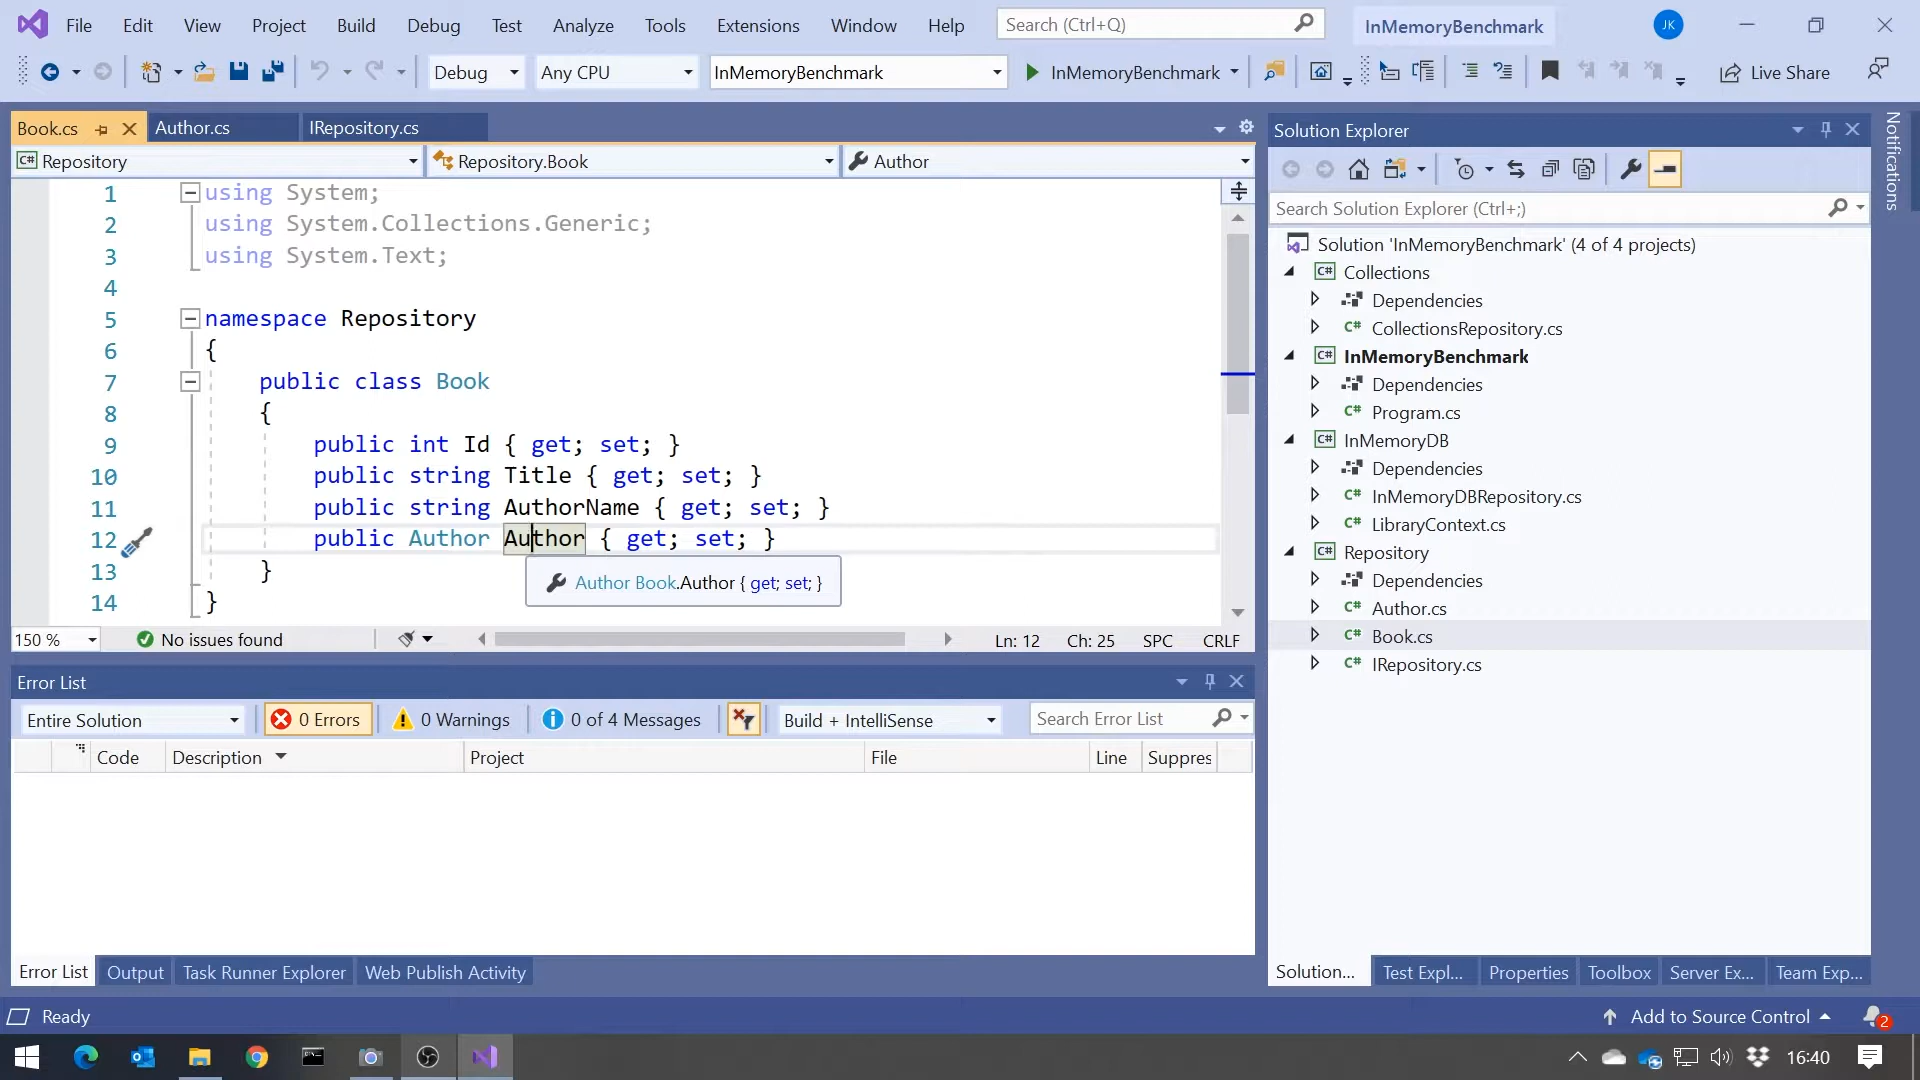 File Edit View Project Build Debug Test Analyze Tools Extensions Window Help Search (Ctrl+Q) InMemoryBenchmark JK
Debug Any CPU InMemoryBenchmark InMemoryBenchmark Live Share
Book.cs Author.cs IRepository.cs
C# Repository Repository.Book Author
1 using System;
2 using System.Collections.Generic;
3 using System.Text;
4
5 namespace Repository
6 {
7 public class Book
8 {
9 public int Id { get; set; }
10 public string Title { get; set; }
11 public string AuthorName { get; set; }
12 public Author Author { get; set; }
13 }
Author Book.Author { get; set; }
14 }
150 % No issues found Ln: 12 Ch: 25 SPC CRLF
Error List
Entire Solution 0 Errors 0 Warnings 0 of 4 Messages Build + IntelliSense Search Error List
Code Description Project File Line Suppres
Error List Output Task Runner Explorer Web Publish Activity
Solution Explorer
Search Solution Explorer (Ctrl+;)
Solution 'InMemoryBenchmark' (4 of 4 projects)
C# Collections
Dependencies
C# CollectionsRepository.cs
C# InMemoryBenchmark
Dependencies
C# Program.cs
C# InMemoryDB
Dependencies
C# InMemoryDBRepository.cs
C# LibraryContext.cs
C# Repository
Dependencies
C# Author.cs
C# Book.cs
C# IRepository.cs
Solution... Test Expl... Properties Toolbox Server Ex... Team Exp...
Notifications
Ready Add to Source Control 2
16:40